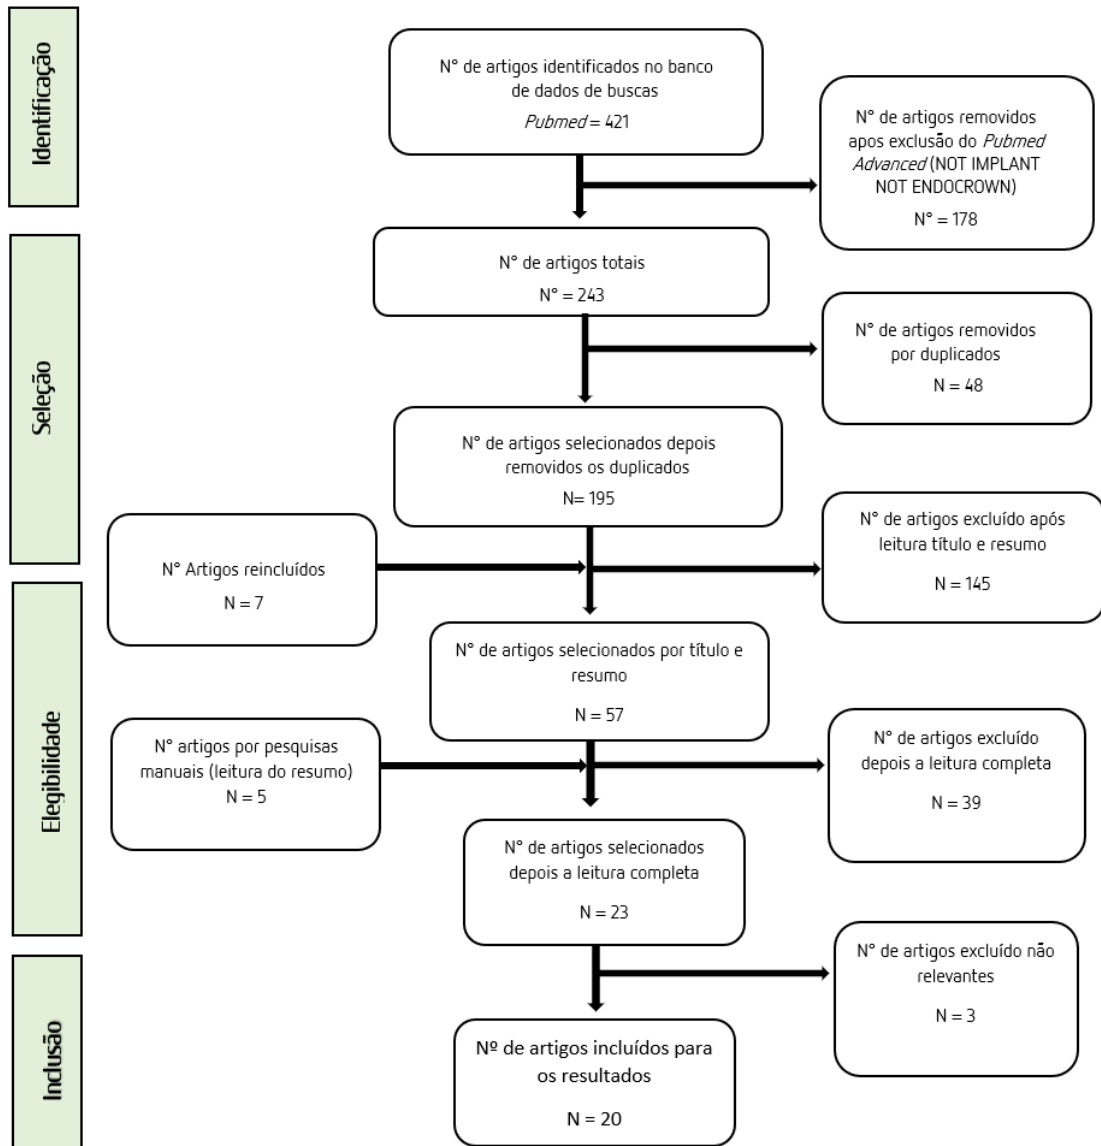 Identificação
N° de artigos identificados no banco
de dados de buscas
Pubmed = 421
N° de artigos removidos
apos exclusão do Pubmed
Advanced (NOT IMPLANT
NOT ENDOCROWN)
N° = 178
Seleção
N° de artigos totais
N° = 243
N° de artigos removidos
por duplicados
N = 48
N° de artigos selecionados depois
removidos os duplicados
N= 195
N° de artigos excluído após
leitura título e resumo
N = 145
N° Artigos reincluídos
N = 7
Elegibilidade
N° de artigos selecionados por título e
resumo
N = 57
N° artigos por pesquisas
manuais (leitura do resumo)
N = 5
N° de artigos excluído
depois a leitura completa
N = 39
N° de artigos selecionados
depois a leitura completa
N = 23
N° de artigos excluído não
relevantes
N = 3
Inclusão
Nº de artigos incluídos para
os resultados
N = 20